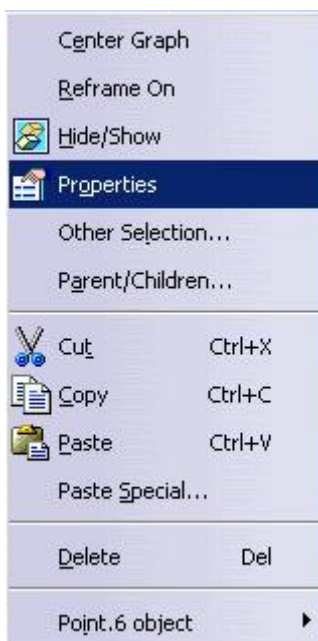 Center Graph
Reframe On
Hide/Show
Properties
Other Selection...
Parent/Children...
Cut Ctrl+X
Copy Ctrl+C
Paste Ctrl+V
Paste Special...
Delete Del
Point.6 object